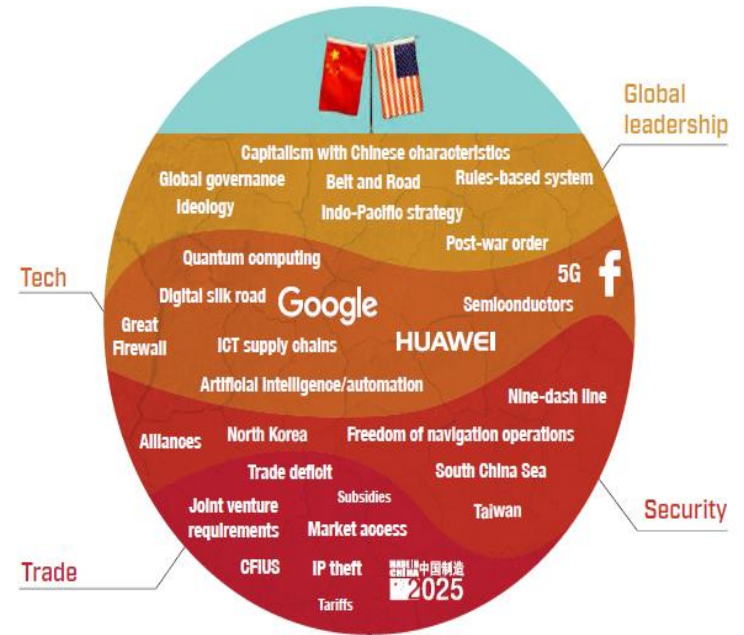 Global
leadership
Capitalism with Chinese characteristics
Global governance
Belt and Road
Rules-based system
Ideology
Indo-Pacific strategy
Post-war order
Tech
Quantum computing
5G
f
Digital silk road
Google
Semiconductors
Great
Firewall
ICT supply chains
HUAWEI
Artificial intelligence/automation
Nine-dash line
Alliances
North Korea
Freedom of navigation operations
Trade deficit
South China Sea
Joint venture
requirements
Subsidies
Taiwan
Security
Market access
Trade
CFIUS
IP theft
MADE IN
CHINA
中国制造
2025
Tariffs